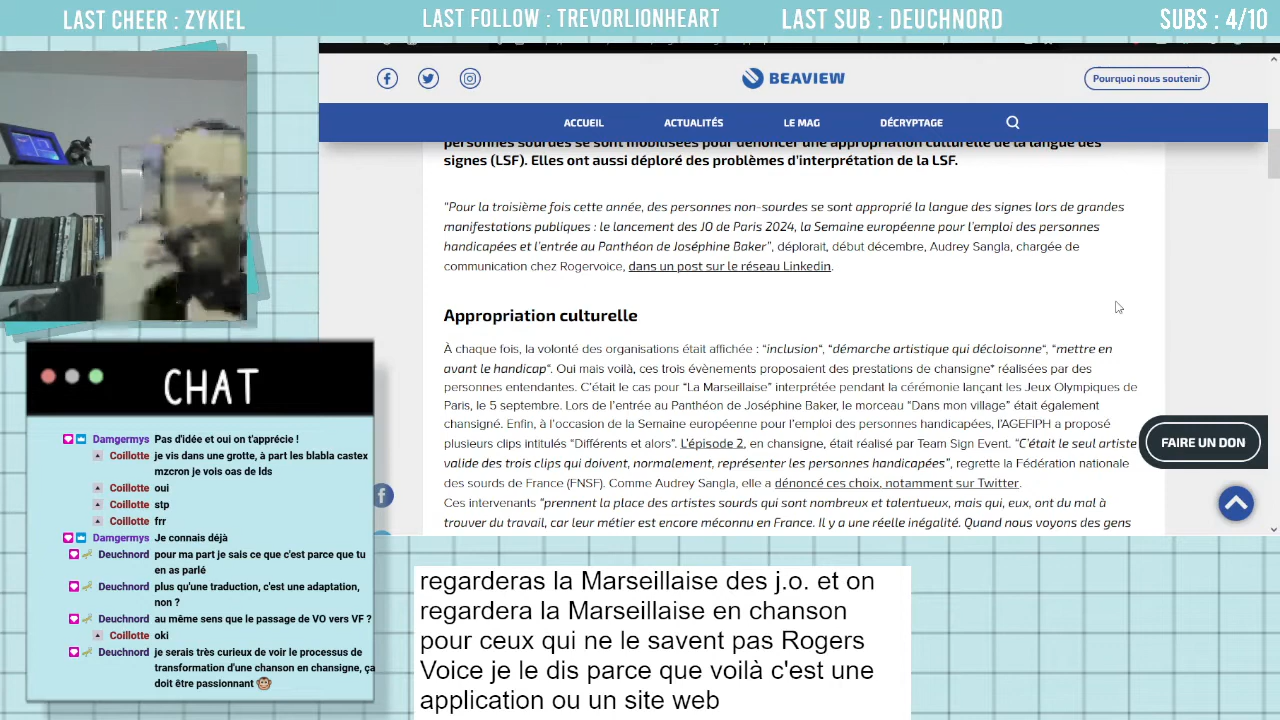 LAST CHEER : ZYKIEL
LAST FOLLOW : TREVORLIONHEART
LAST SUB : DEUCHNORD
SUBS : 4/10
BEAVIEW
Pourquoi nous soutenir
ACCUEIL
ACTUALITÉS
LE MAG
DÉCRYPTAGE
personnes sourdes se sont mobilisées pour dénoncer une appropriation culturelle de la langue des
signes (LSF). Elles ont aussi déploré des problèmes d'interprétation de la LSF.
"Pour la troisième fois cette année, des personnes non-sourdes se sont approprié la langue des signes lors de grandes
manifestations publiques : le lancement des JO de Paris 2024, la Semaine européenne pour l'emploi des personnes
handicapées et l'entrée au Panthéon de Joséphine Baker", déplorait, début décembre, Audrey Sangla, chargée de
communication chez Rogervoice, dans un post sur le réseau Linkedin.
Appropriation culturelle
À chaque fois, la volonté des organisations était affichée : "inclusion", "démarche artistique qui décloisonne", "mettre en
avant le handicap". Oui mais voilà, ces trois évènements proposaient des prestations de chansigne* réalisées par des
personnes entendantes. C'était le cas pour "La Marseillaise" interprétée pendant la cérémonie lançant les Jeux Olympiques de
Paris, le 5 septembre. Lors de l'entrée au Panthéon de Joséphine Baker, le morceau "Dans mon village" était également
chansigné. Enfin, à l'occasion de la Semaine européenne pour l'emploi des personnes handicapées, l'AGEFIPH a proposé
plusieurs clips intitulés "Différents et alors". L'épisode 2, en chansigne, était réalisé par Team Sign Event. "C'était le seul artiste
valide des trois clips qui doivent, normalement, représenter les personnes handicapées", regrette la Fédération nationale
des sourds de France (FNSF). Comme Audrey Sangla, elle a dénoncé ces choix, notamment sur Twitter.
Ces intervenants "prennent la place des artistes sourds qui sont nombreux et talentueux, mais qui, eux, ont du mal à
trouver du travail, car leur métier est encore méconnu en France. Il y a une réelle inégalité. Quand nous voyons des gens
FAIRE UN DON
CHAT
Damgermys Pas d'idée et oui on t'apprécie !
Coillotte je vis dans une grotte, à part les blabla castex
mzcron je vois oas de lds
Coillotte oui
Coillotte stp
Coillotte frr
Damgermys Je connais déjà
Deuchnord pour ma part je sais ce que c'est parce que tu
en as parlé
Deuchnord plus qu'une traduction, c'est une adaptation,
non ?
Deuchnord au même sens que le passage de VO vers VF ?
Coillotte oki
Deuchnord je serais très curieux de voir le processus de
transformation d'une chanson en chansigne, ça
doit être passionnant
regarderas la Marseillaise des j.o. et on
regardera la Marseillaise en chanson
pour ceux qui ne le savent pas Rogers
Voice je le dis parce que voilà c'est une
application ou un site web